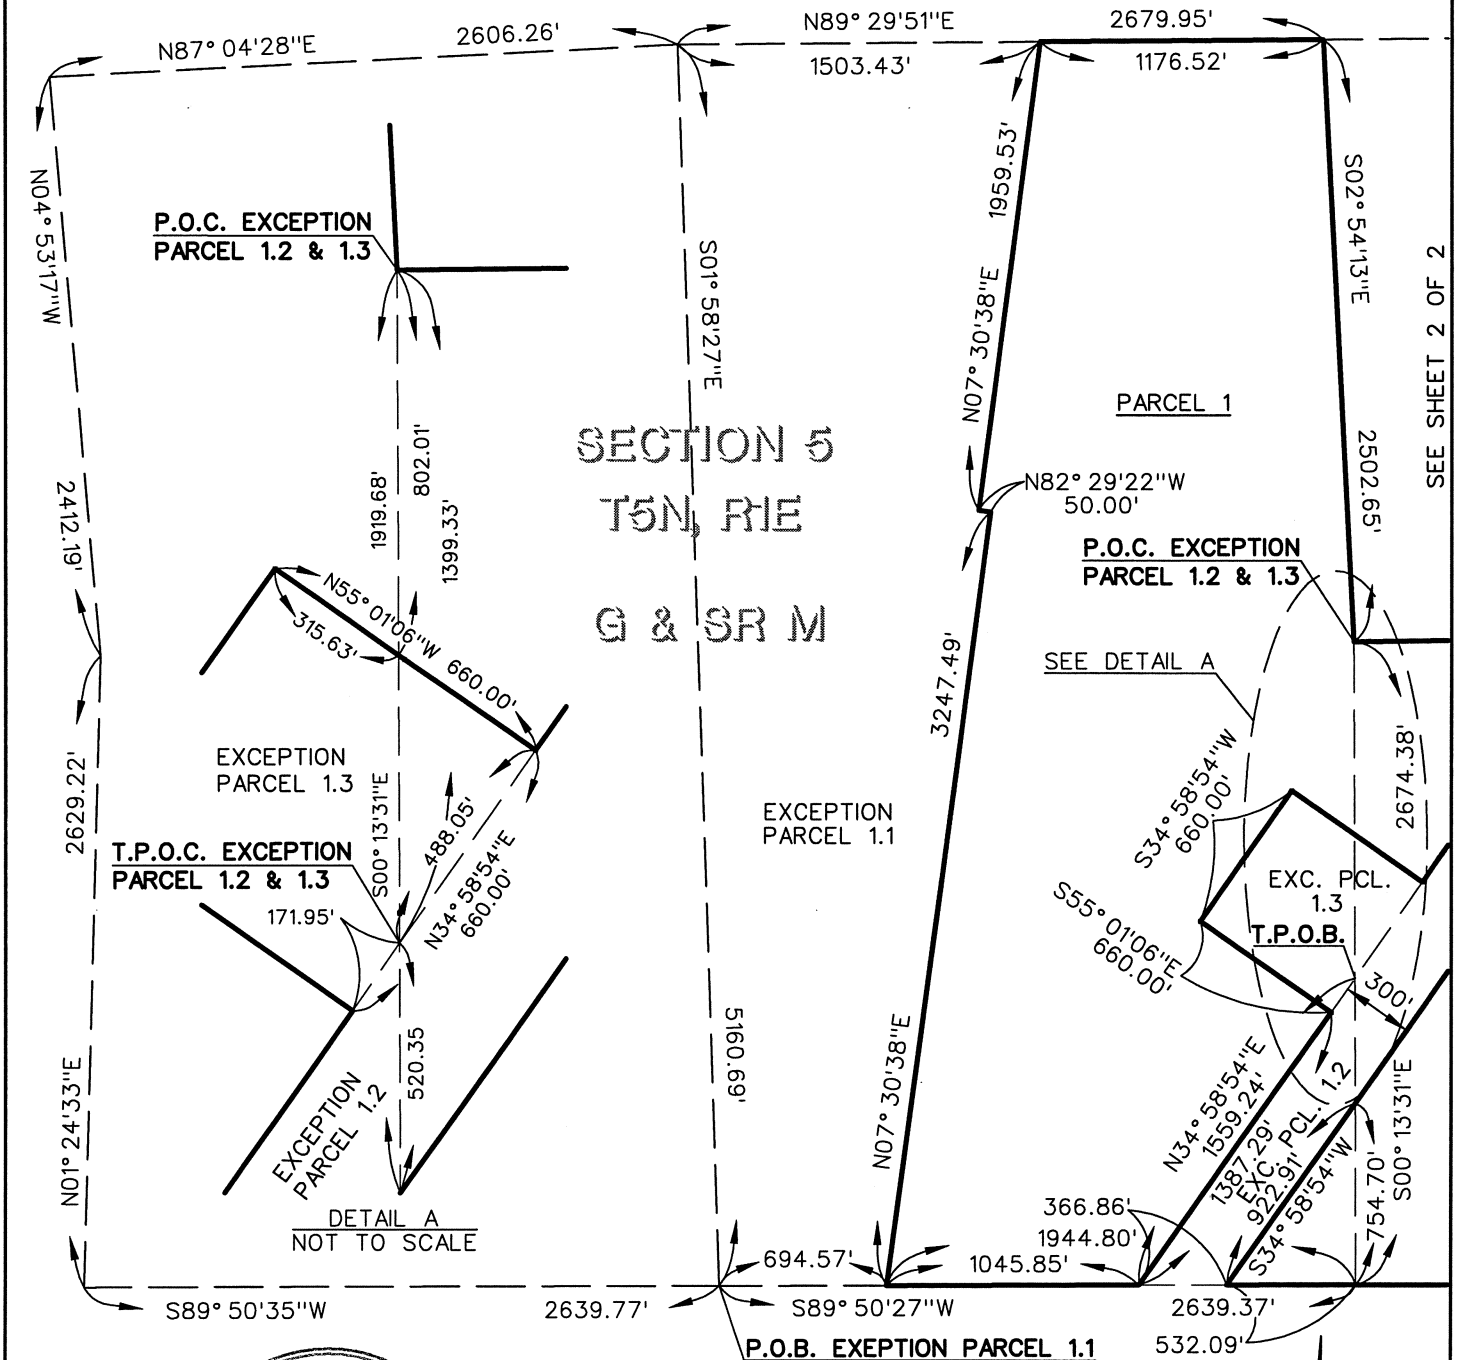 N87° 04'28"E
2606.26'
N89° 29'51"E
2679.95'
1503.43'
1176.52'
N04° 53'17"W
P.O.C. EXCEPTION
PARCEL 1.2 & 1.3
S01° 58'27"E
1959.53'
N07° 30'38"E
S02° 54'13"E
SEE SHEET 2 OF 2
PARCEL 1
SECTION 5
T5N, R1E
G & SR M
2412.19'
1919.68'
802.01'
1399.33'
N82° 29'22"W
50.00'
2502.65'
P.O.C. EXCEPTION
PARCEL 1.2 & 1.3
N55° 01'06"W 660.00'
315.63'
3247.49'
SEE DETAIL A
2629.22'
EXCEPTION
PARCEL 1.3
S00° 13'31"E
488.05'
N34° 58'54"E
660.00'
EXCEPTION
PARCEL 1.1
S34° 58'54"W
660.00'
2674.38'
T.P.O.C. EXCEPTION
PARCEL 1.2 & 1.3
171.95'
EXC. PCL.
1.3
T.P.O.B.
S55° 01'06"E
660.00'
300'
N01° 24'33"E
520.35
EXCEPTION
PARCEL 1.2
5160.69'
N07° 30'38"E
N34° 58'54"E
1559.24'
1387.29'
EXC. PCL. 1.2
922.91'
S34° 58'54"W
754.70'
S00° 13'31"E
DETAIL A
NOT TO SCALE
366.86'
1944.80'
694.57'
1045.85'
S89° 50'35"W
2639.77'
S89° 50'27"W
2639.37'
532.09'
P.O.B. EXEPTION PARCEL 1.1